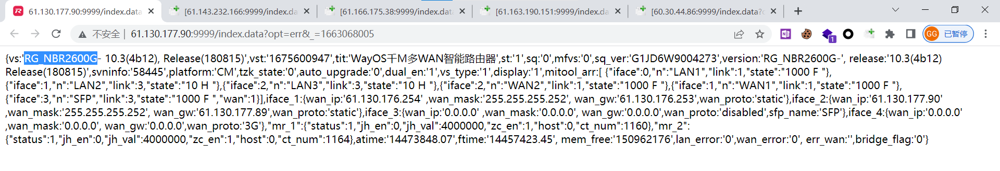 61.130.177.90:9999/index.data
[61.143.232.166:9999/index.da
[61.166.175.38:9999/index.data
[61.163.190.151:9999/index.da
[60.30.44.86:9999/index.data?o
不安全 | 61.130.177.90:9999/index.data?opt=err&_=1663068005
1
GG 已暂停
{vs:'RG_NBR2600G- 10.3(4b12), Release(180815)',vst:'1675600947',tit:'WayOS千M多WAN智能路由器',st:'1',sq:'0',mfvs:'0',sq_ver:'G1JD6W9004273',version:'RG_NBR2600G-', release:'10.3(4b12)
Release(180815)',svninfo:'58445',platform:'CM',tzk_state:'0',auto_upgrade:'0',dual_en:'1',vs_type:'1',display:'1',mitool_arr:[ {"iface":0,"n":"LAN1","link":1,"state":"1000 F "},
{"iface":1,"n":"LAN2","link":3,"state":"10 H "},{"iface":2,"n":"LAN3","link":3,"state":"10 H "},{"iface":2,"n":"WAN2","link":1,"state":"1000 F "},{"iface":1,"n":"WAN1","link":1,"state":"1000 F "},
{"iface":3,"n":"SFP","link":3,"state":"1000 F ","wan":1}],iface_1:{wan_ip:'61.130.176.254' ,wan_mask:'255.255.255.252', wan_gw:'61.130.176.253',wan_proto:'static'},iface_2:{wan_ip:'61.130.177.90'
,wan_mask:'255.255.255.252', wan_gw:'61.130.177.89',wan_proto:'static'},iface_3:{wan_ip:'0.0.0.0' ,wan_mask:'0.0.0.0', wan_gw:'0.0.0.0',wan_proto:'disabled',sfp_name:'SFP'},iface_4:{wan_ip:'0.0.0.0'
,wan_mask:'0.0.0.0', wan_gw:'0.0.0.0',wan_proto:'3G'},"mr_1":{"status":1,"jh_en":0,"jh_val":4000000,"zc_en":1,"host":0,"ct_num":1160},"mr_2":
{"status":1,"jh_en":0,"jh_val":4000000,"zc_en":1,"host":0,"ct_num":1164},atime:'14473848.07',ftime:'14457423.45', mem_free:'150962176',lan_error:'0',wan_error:'0', err_wan:'',bridge_flag:'0'}